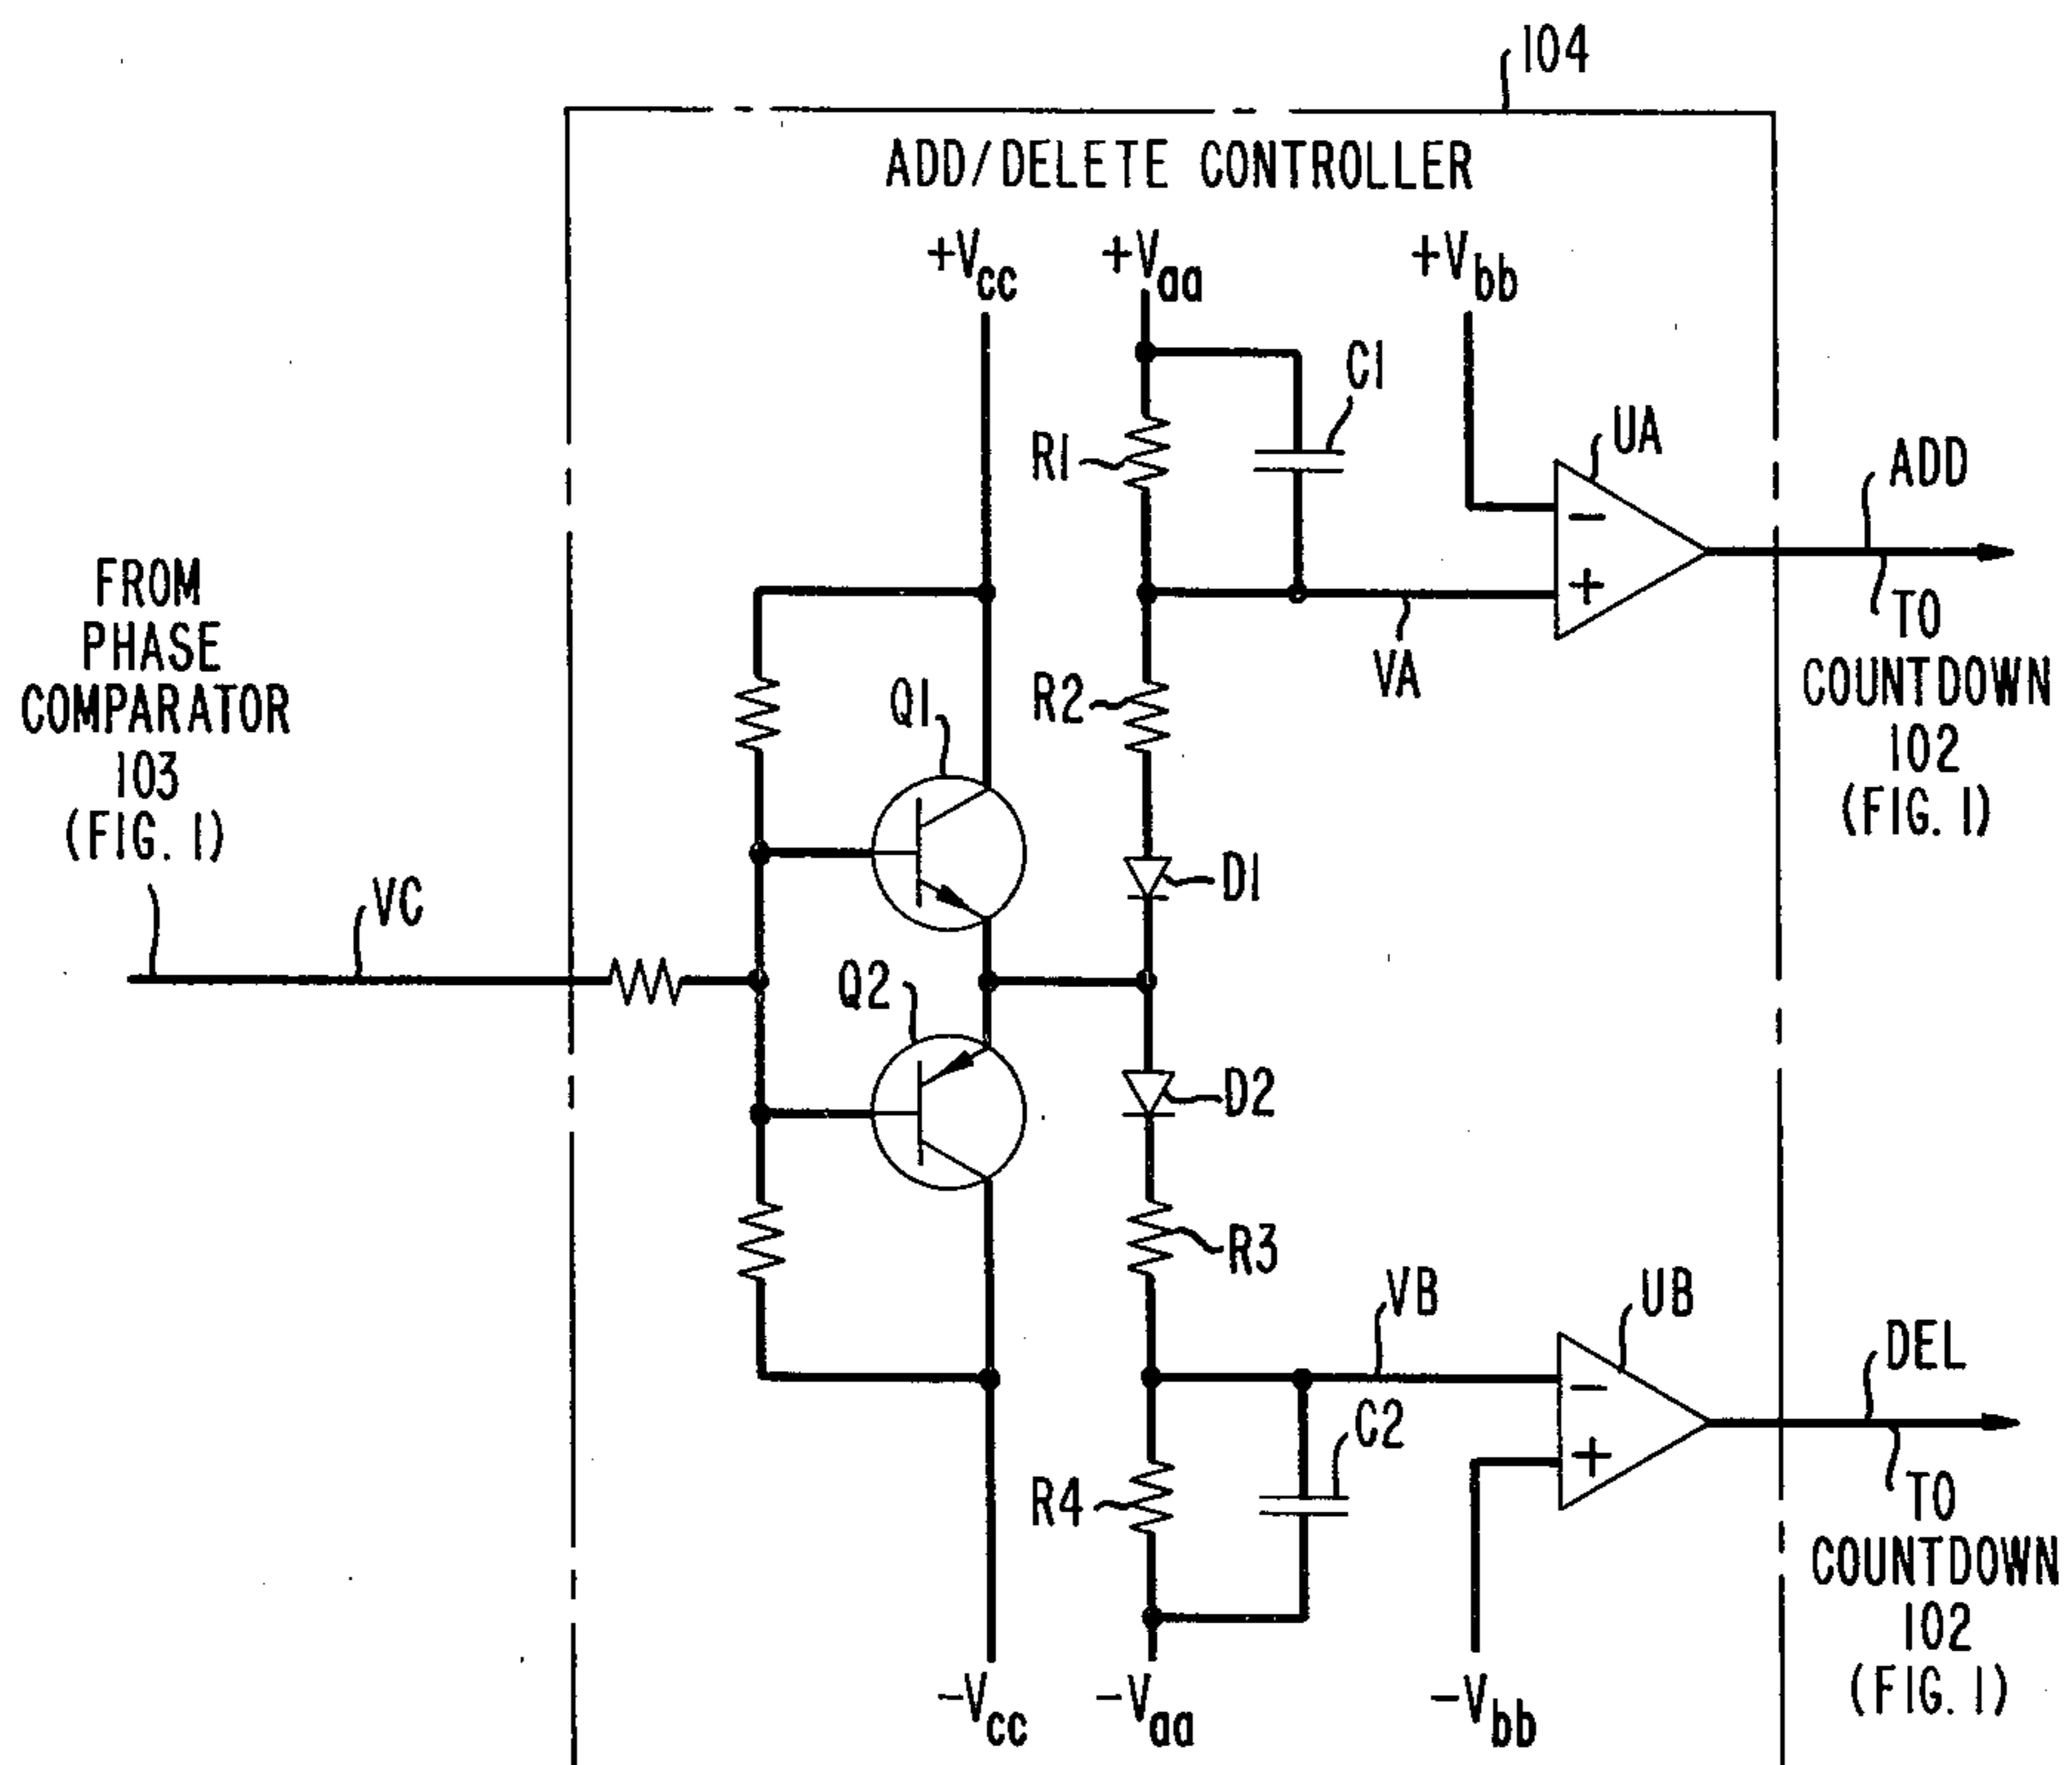 104
ADD/DELETE CONTROLLER
+Vcc
+Vaa
+Vbb
C1
R1
UA
ADD
−
+
FROM
PHASE
COMPARATOR
103
(FIG. 1)
TO
COUNTDOWN
102
(FIG. 1)
VA
R2
Q1
D1
VC
Q2
D2
R3
VB
UB
DEL
−
+
C2
R4
TO
COUNTDOWN
102
(FIG. 1)
−Vcc
−Vaa
−Vbb